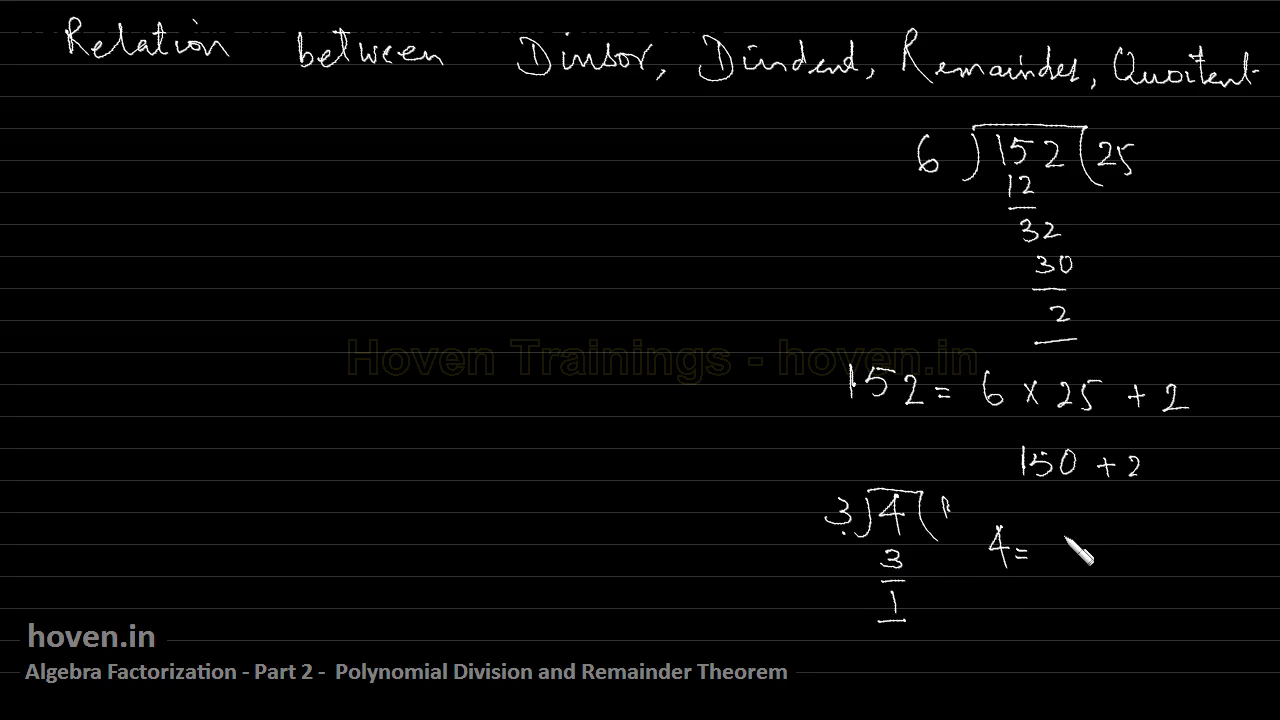 Relation between Divisor, Dividend, Remainder, Quoitent
6 ) 152 ( 25
12
32
30
2
Hoven Trainings - hoven.in
152 = 6 × 25 + 2
150 + 2
3 ) 4 ( 1
4 =
3
1
hoven.in
Algebra Factorization - Part 2 - Polynomial Division and Remainder Theorem